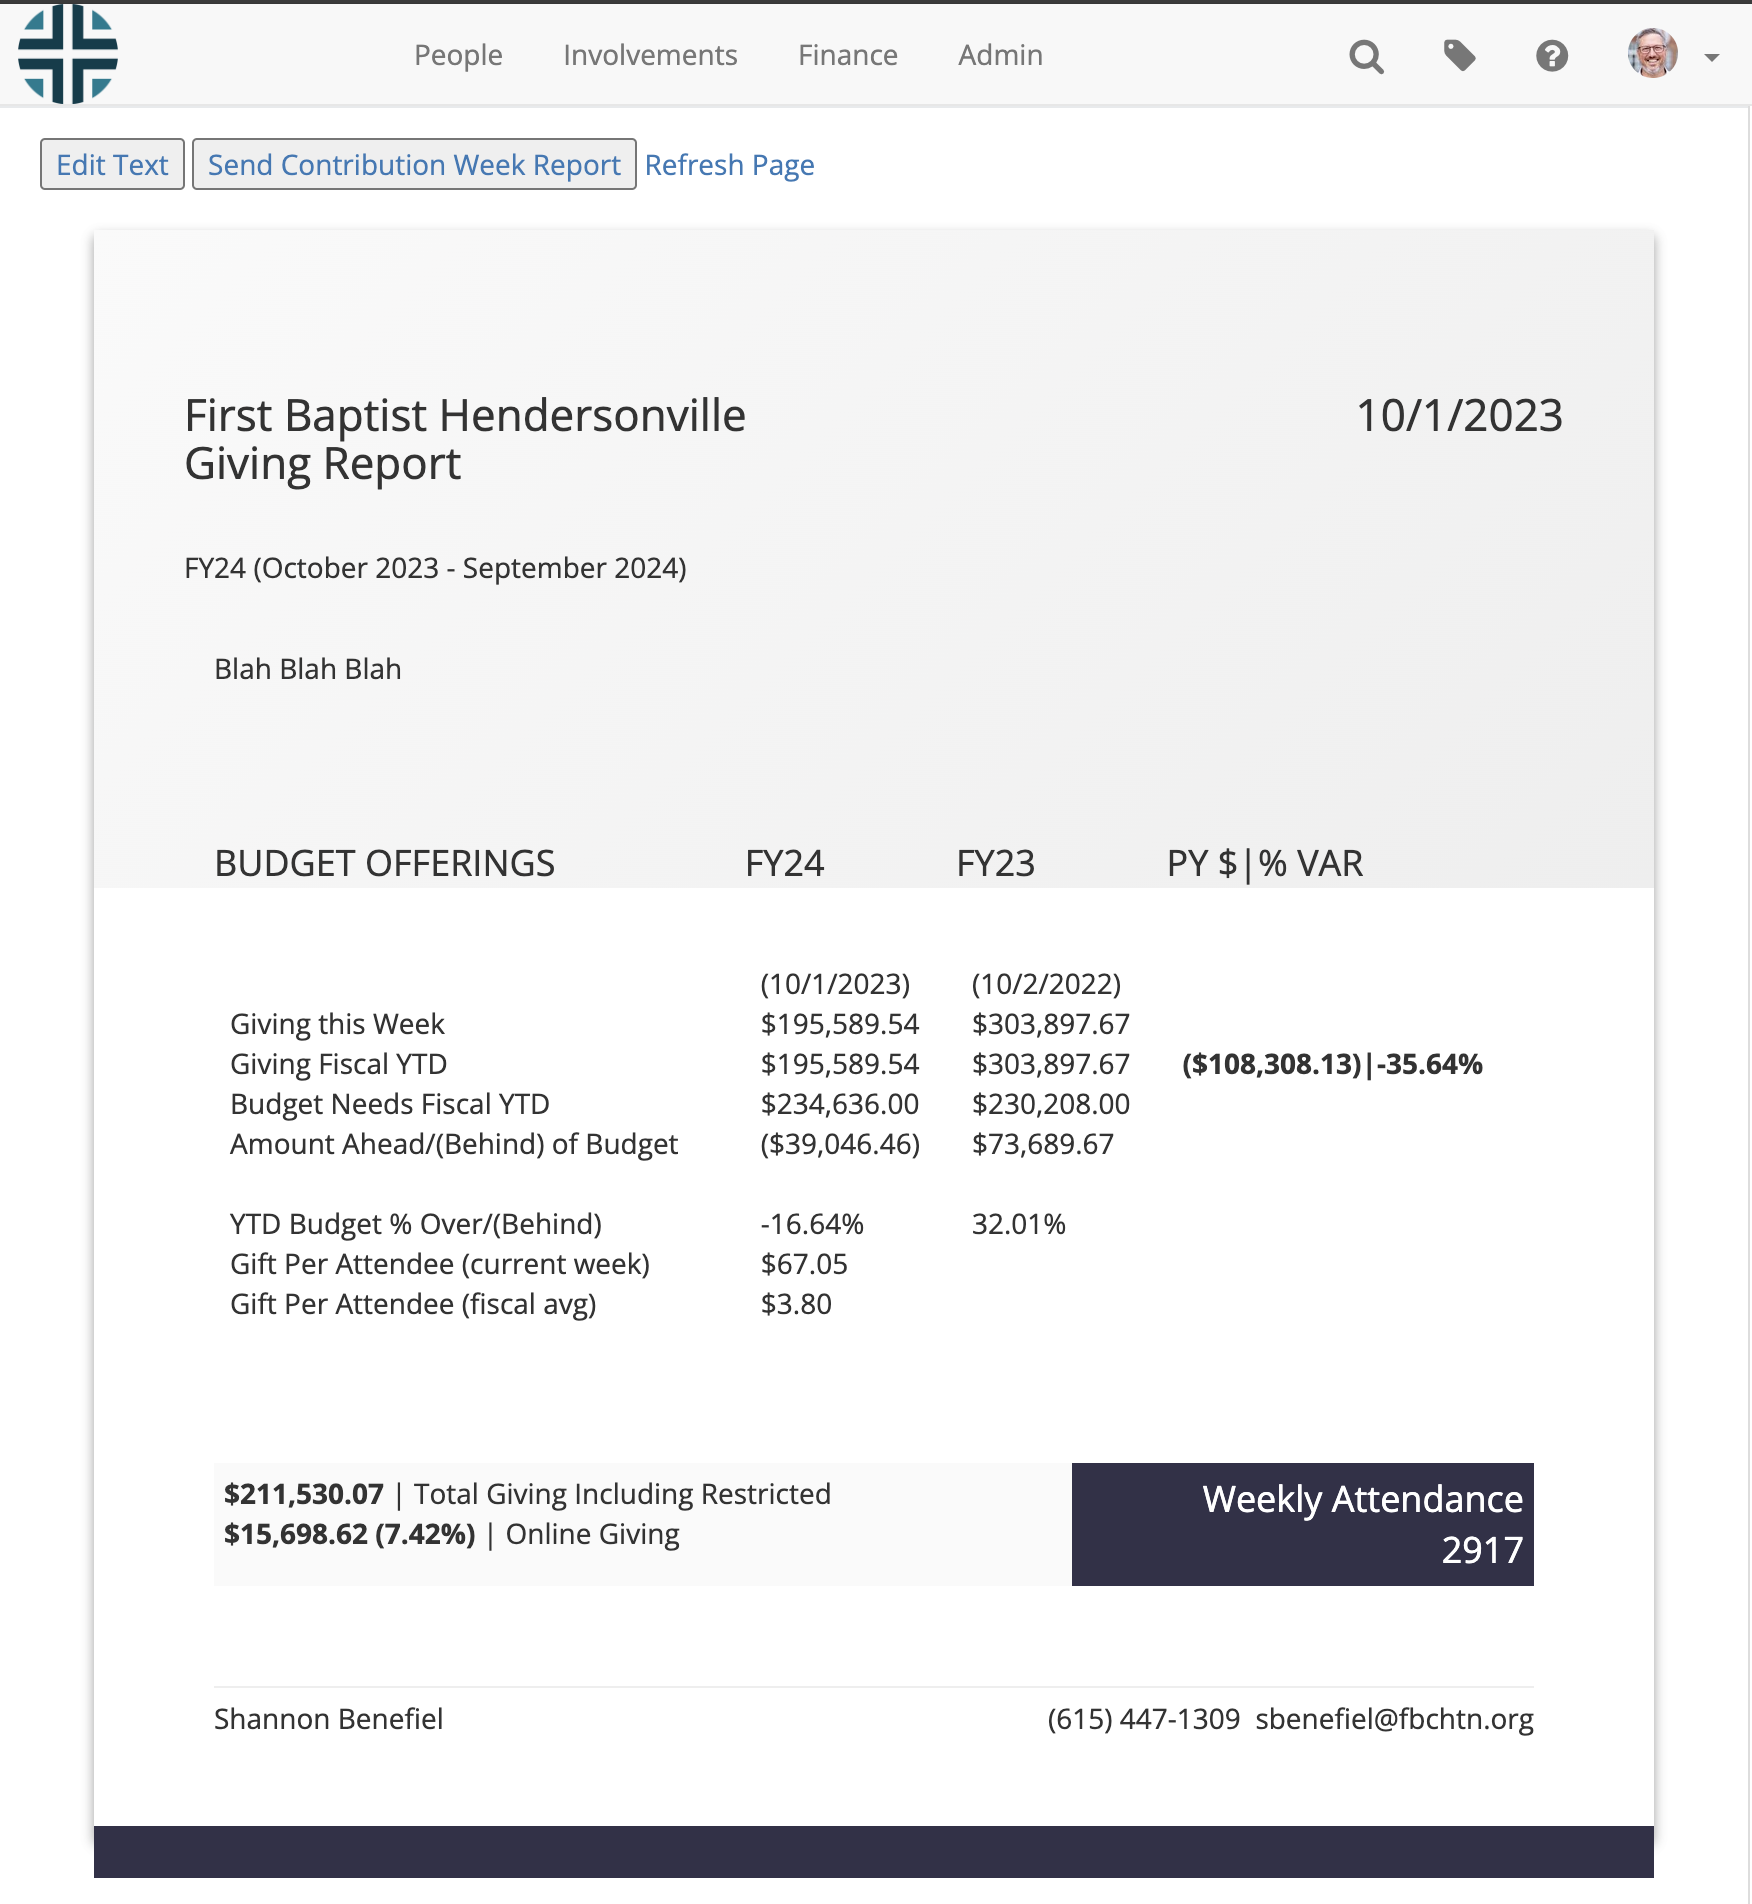 People Involvements Finance Admin
Edit Text Send Contribution Week Report Refresh Page
First Baptist Hendersonville 10/1/2023
Giving Report
FY24 (October 2023 - September 2024)
Blah Blah Blah
BUDGET OFFERINGS FY24 FY23 PY $|% VAR
(10/1/2023) (10/2/2022)
Giving this Week $195,589.54 $303,897.67
Giving Fiscal YTD $195,589.54 $303,897.67 ($108,308.13)|-35.64%
Budget Needs Fiscal YTD $234,636.00 $230,208.00
Amount Ahead/(Behind) of Budget ($39,046.46) $73,689.67
YTD Budget % Over/(Behind) -16.64% 32.01%
Gift Per Attendee (current week) $67.05
Gift Per Attendee (fiscal avg) $3.80
$211,530.07 | Total Giving Including Restricted
$15,698.62 (7.42%) | Online Giving
Weekly Attendance
2917
Shannon Benefiel (615) 447-1309 sbenefiel@fbchtn.org